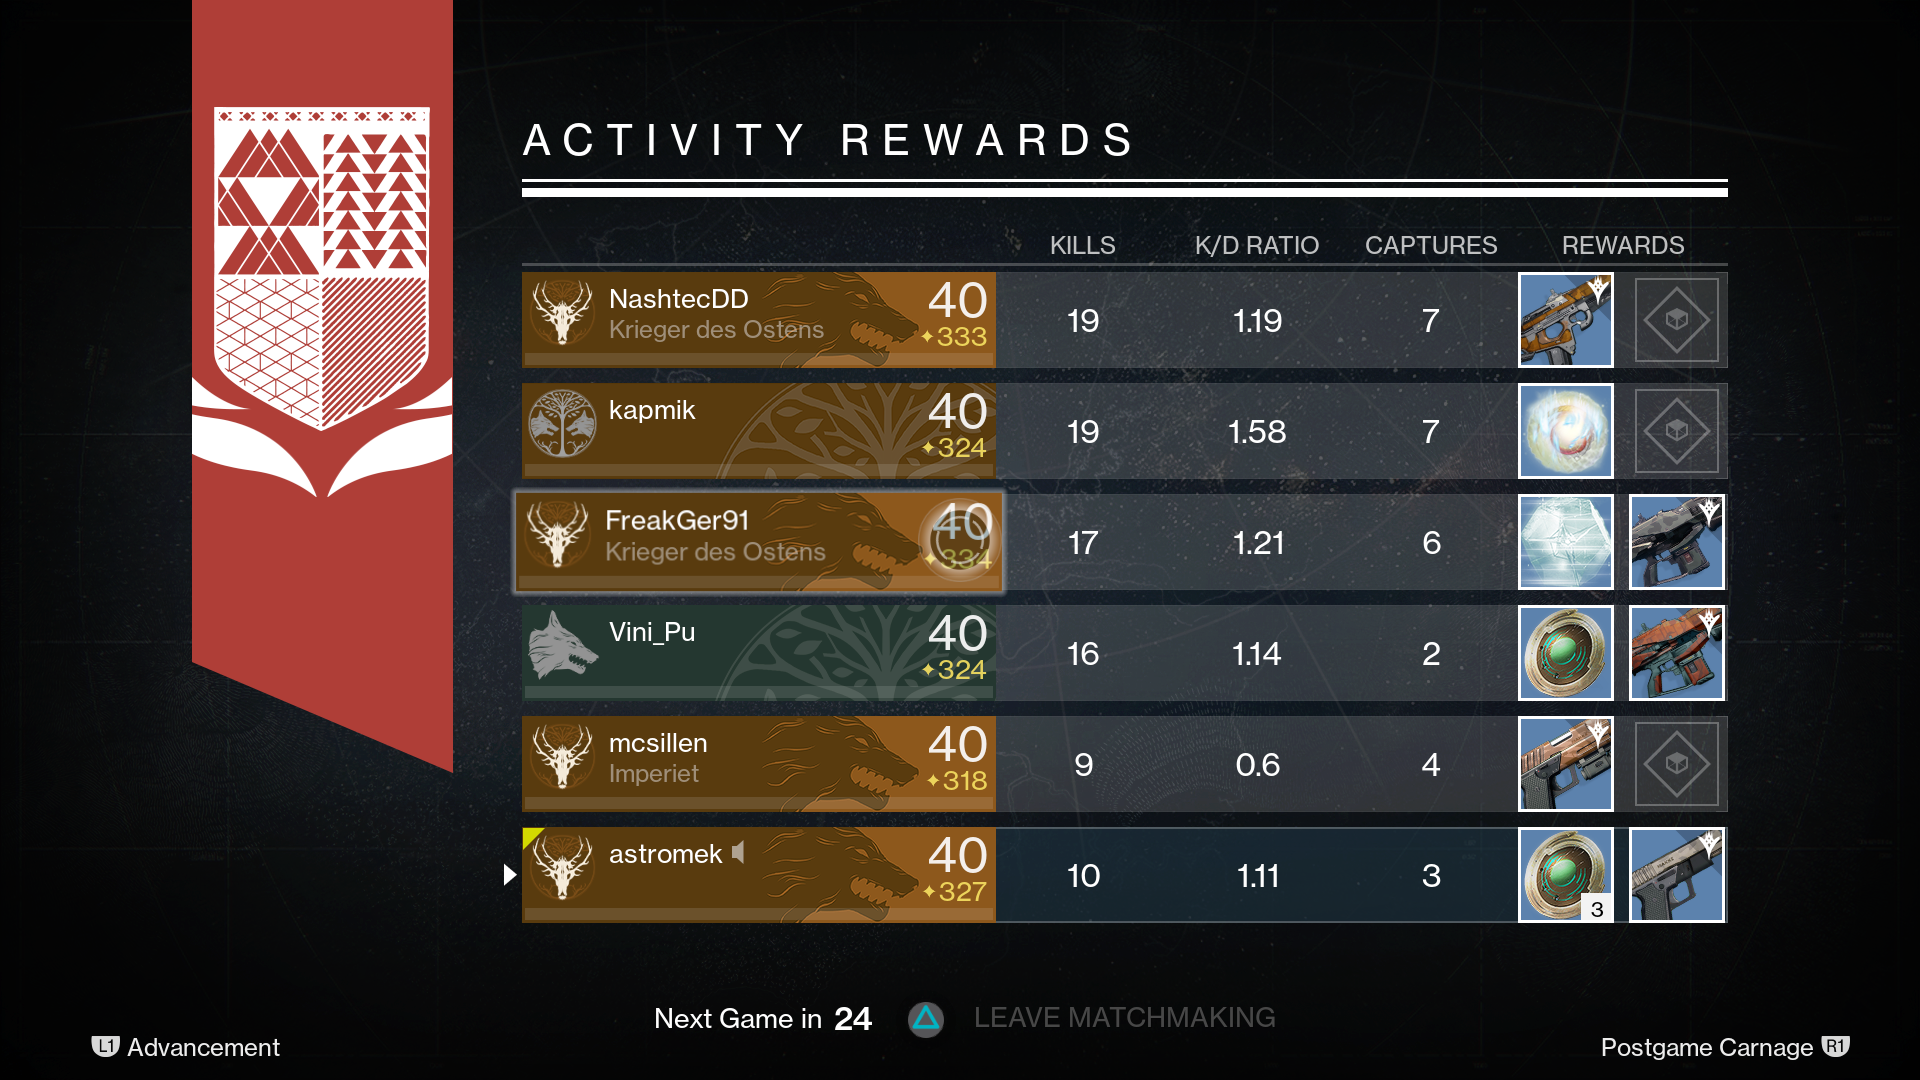 ACTIVITY REWARDS
KILLS K/D RATIO CAPTURES REWARDS
NashtecDD 40 19 1.19 7
Krieger des Ostens 333
kapmik 40 19 1.58 7
324
FreakGer91 40 17 1.21 6
Krieger des Ostens 334
Vini_Pu 40 16 1.14 2
324
mcsillen 40 9 0.6 4
Imperiet 318
astromek 40 10 1.11 3
327 3
Next Game in 24 LEAVE MATCHMAKING
L1 Advancement Postgame Carnage R1